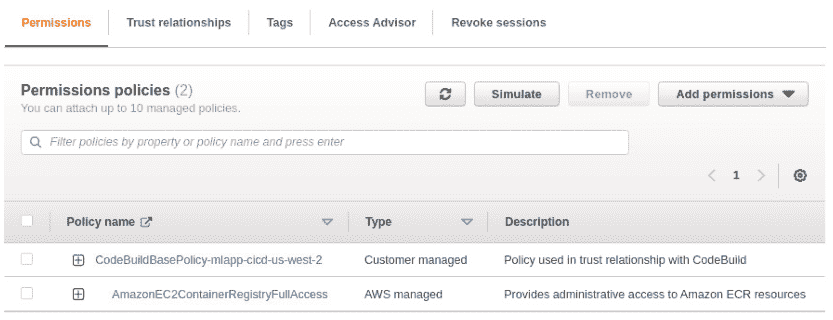 Permissions Trust relationships Tags Access Advisor Revoke sessions
Permissions policies (2)
You can attach up to 10 managed policies.
Simulate Remove Add permissions
Filter policies by property or policy name and press enter
1
Policy name Type Description
CodeBuildBasePolicy-mlapp-cicd-us-west-2 Customer managed Policy used in trust relationship with CodeBuild
AmazonEC2ContainerRegistryFullAccess AWS managed Provides administrative access to Amazon ECR resources